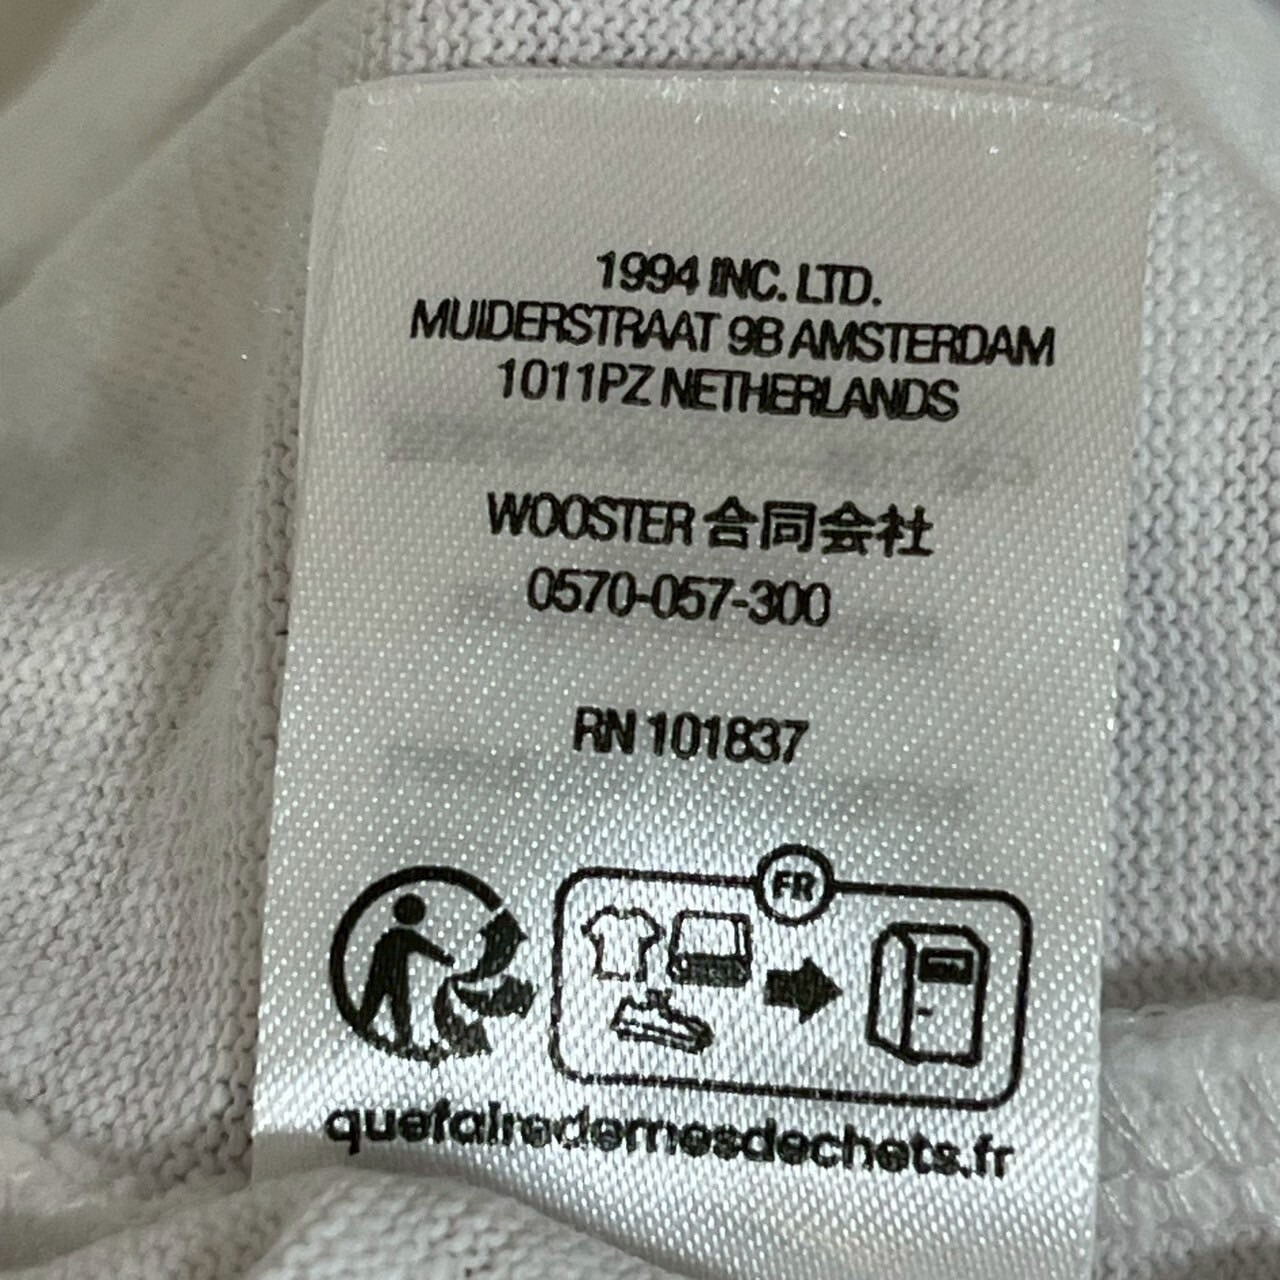 1994 INC. LTD.
MUIDERSTRAAT 9B AMSTERDAM
1011PZ NETHERLANDS
WOOSTER 合同会社
0570-057-300
RN 101837
FR
quefairedemesdechets.fr